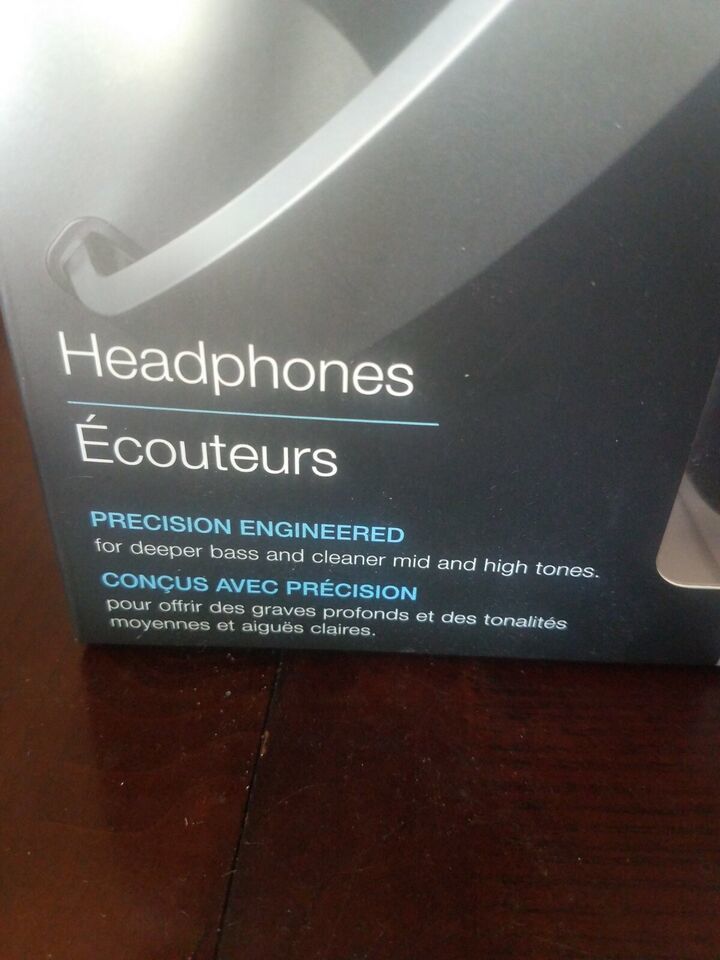 Headphones
Écouteurs
PRECISION ENGINEERED
for deeper bass and cleaner mid and high tones.
CONÇUS AVEC PRÉCISION
pour offrir des graves profonds et des tonalités
moyennes et aiguës claires.